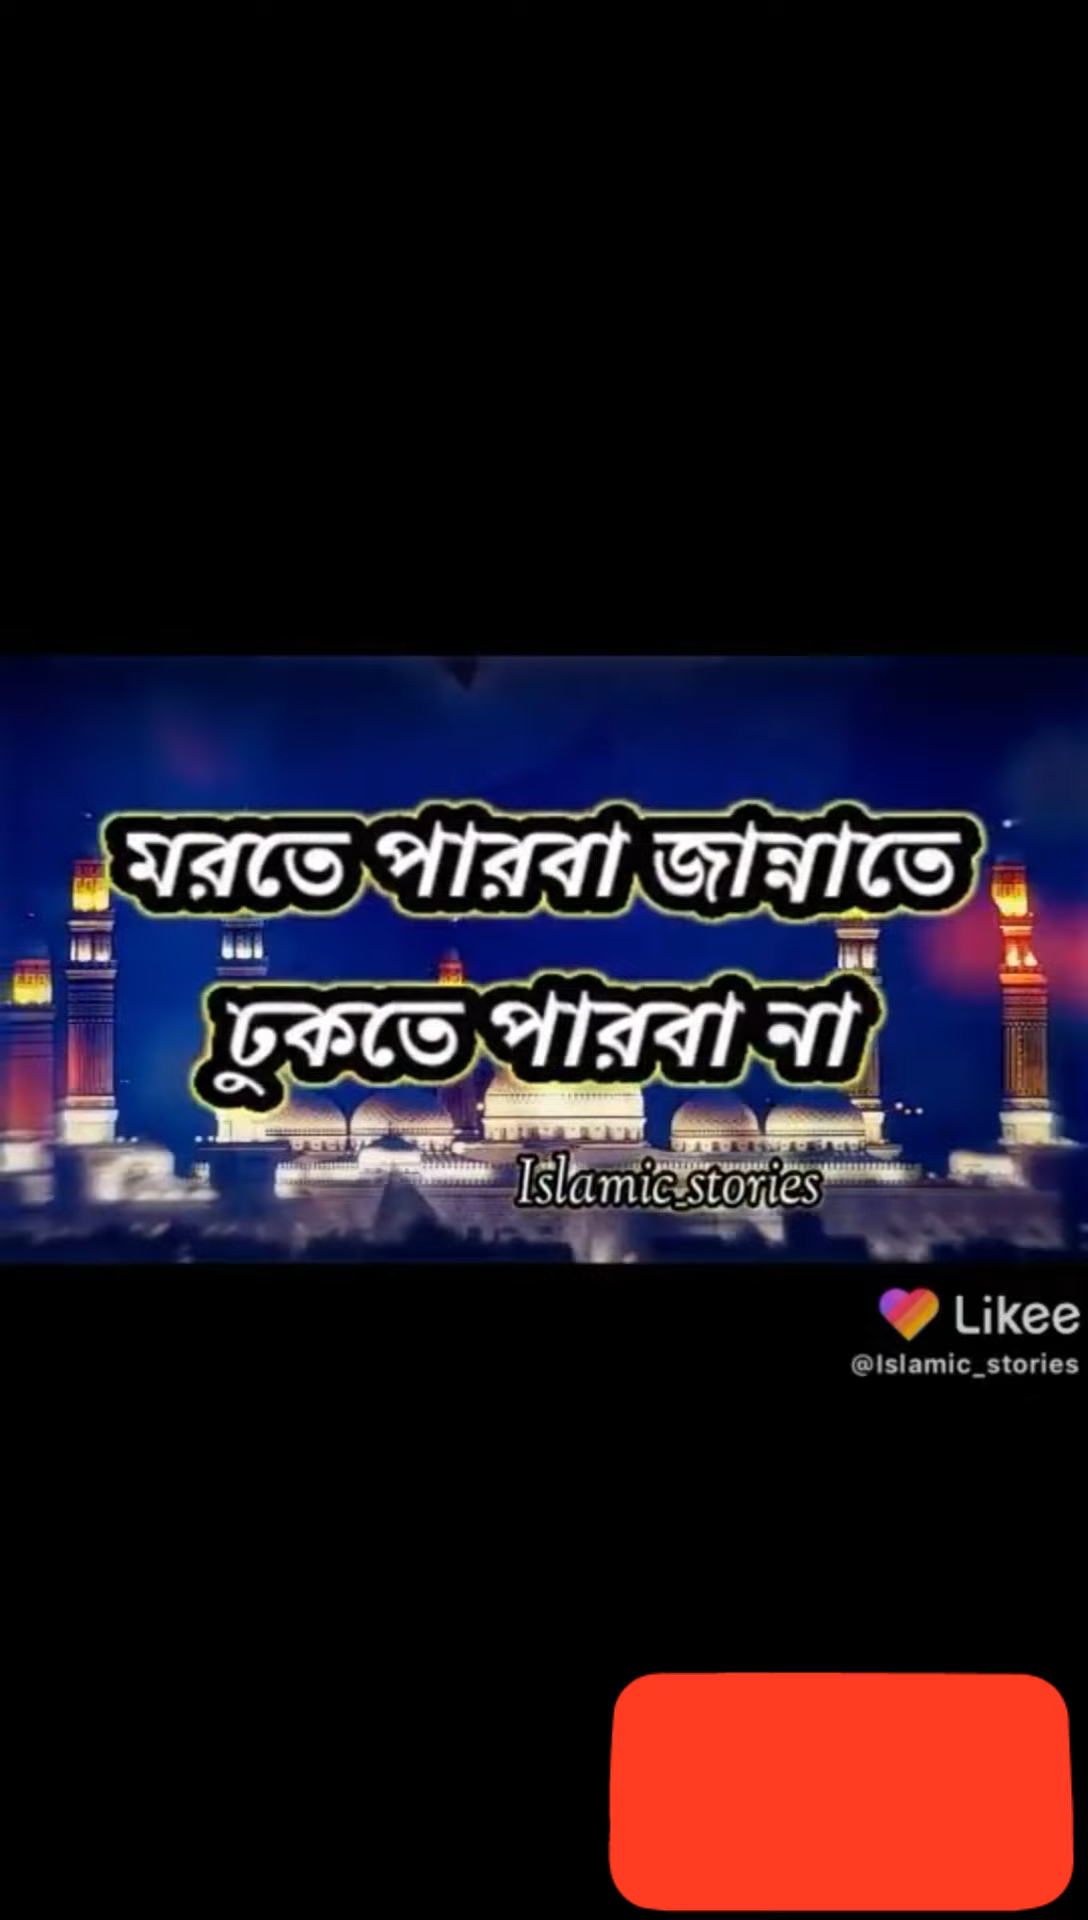 মরতে পারবা জান্নাতে
ঢুকতে পারবা না
Islamic_stories
Likee
@Islamic_stories